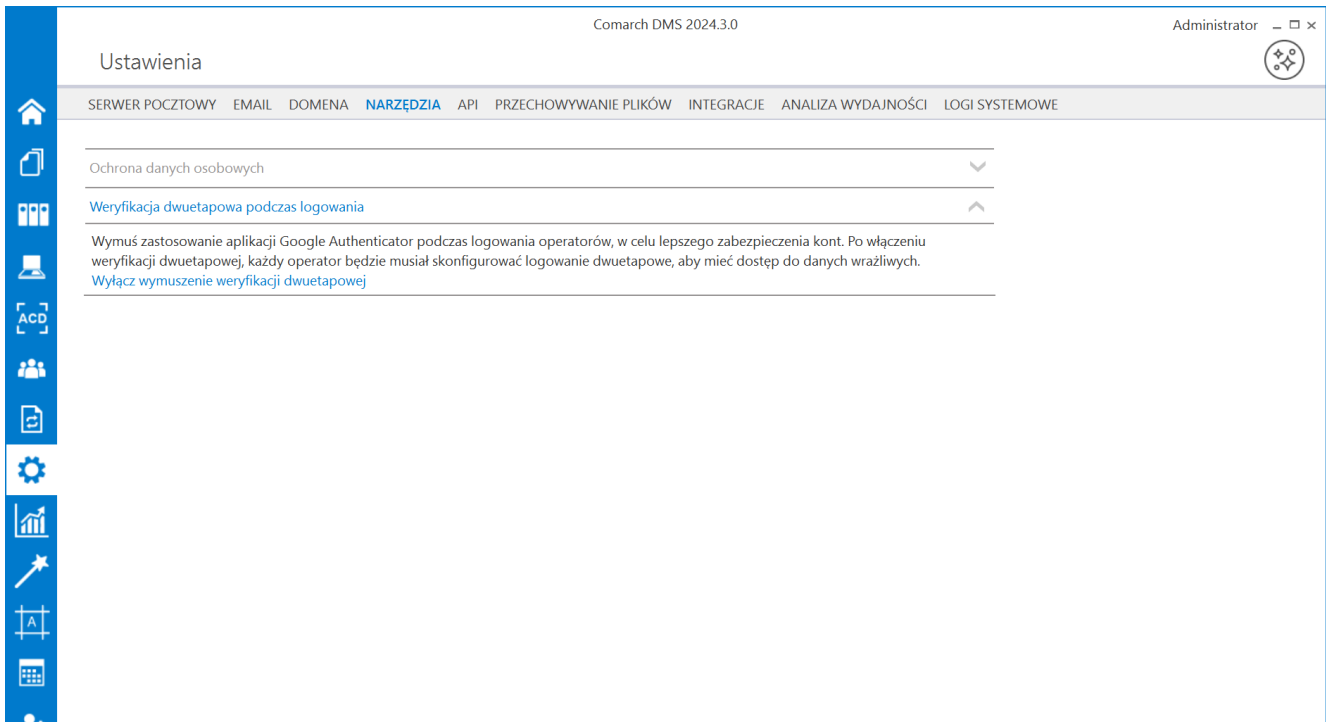 Comarch DMS 2024.3.0
Administrator
Ustawienia
SERWER POCZTOWY EMAIL DOMENA NARZĘDZIA API PRZECHOWYWANIE PLIKÓW INTEGRACJE ANALIZA WYDAJNOŚCI LOGI SYSTEMOWE
Ochrona danych osobowych
Weryfikacja dwuetapowa podczas logowania
Wymuś zastosowanie aplikacji Google Authenticator podczas logowania operatorów, w celu lepszego zabezpieczenia kont. Po włączeniu
weryfikacji dwuetapowej, każdy operator będzie musiał skonfigurować logowanie dwuetapowe, aby mieć dostęp do danych wrażliwych.
Wyłącz wymuszenie weryfikacji dwuetapowej
ACD
A